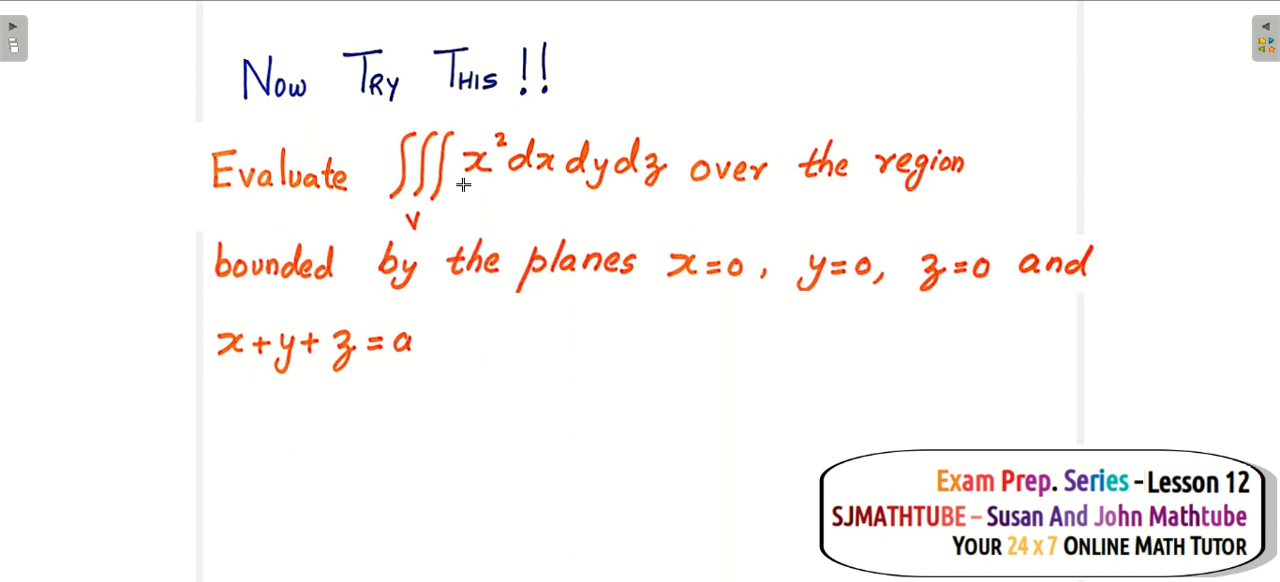 Now Try This !!
Evaluate ∭ x² dx dy dz over the region
V
bounded by the planes x=0, y=0, z=0 and
x+y+z=a
Exam Prep. Series - Lesson 12
SJMATHTUBE – Susan And John Mathtube
YOUR 24 x 7 ONLINE MATH TUTOR